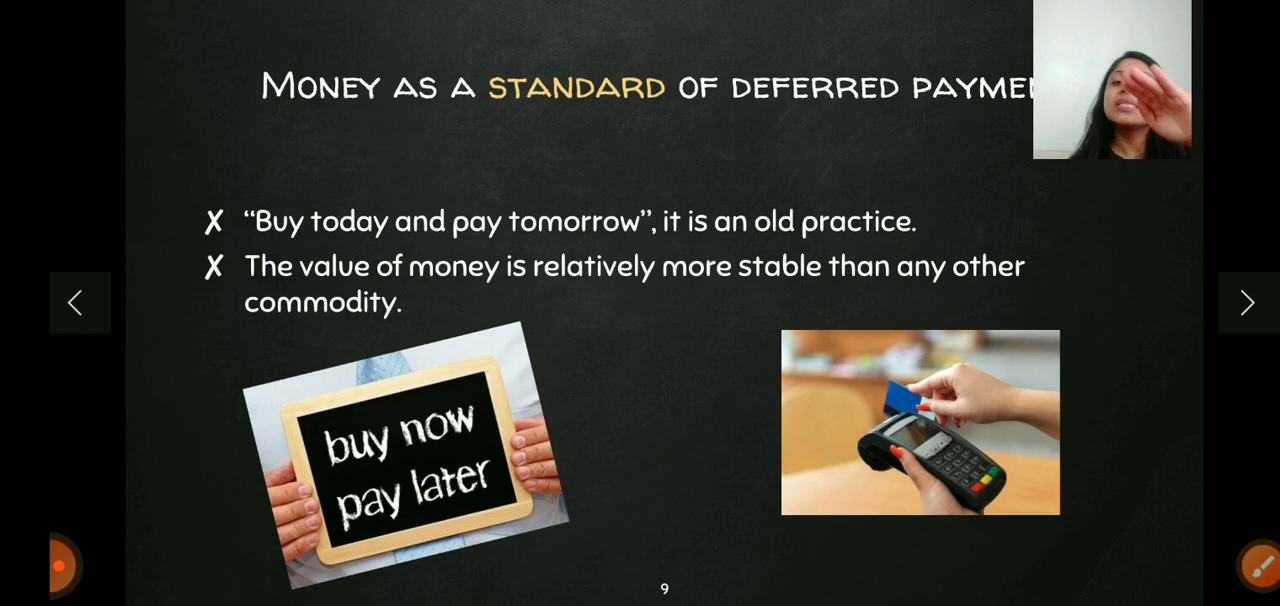 Money as a standard of deferred
“Buy today and pay tomorrow”, it is an old practice.
The value of money is relatively more stable than any other
commodity.
buy now
pay later
9